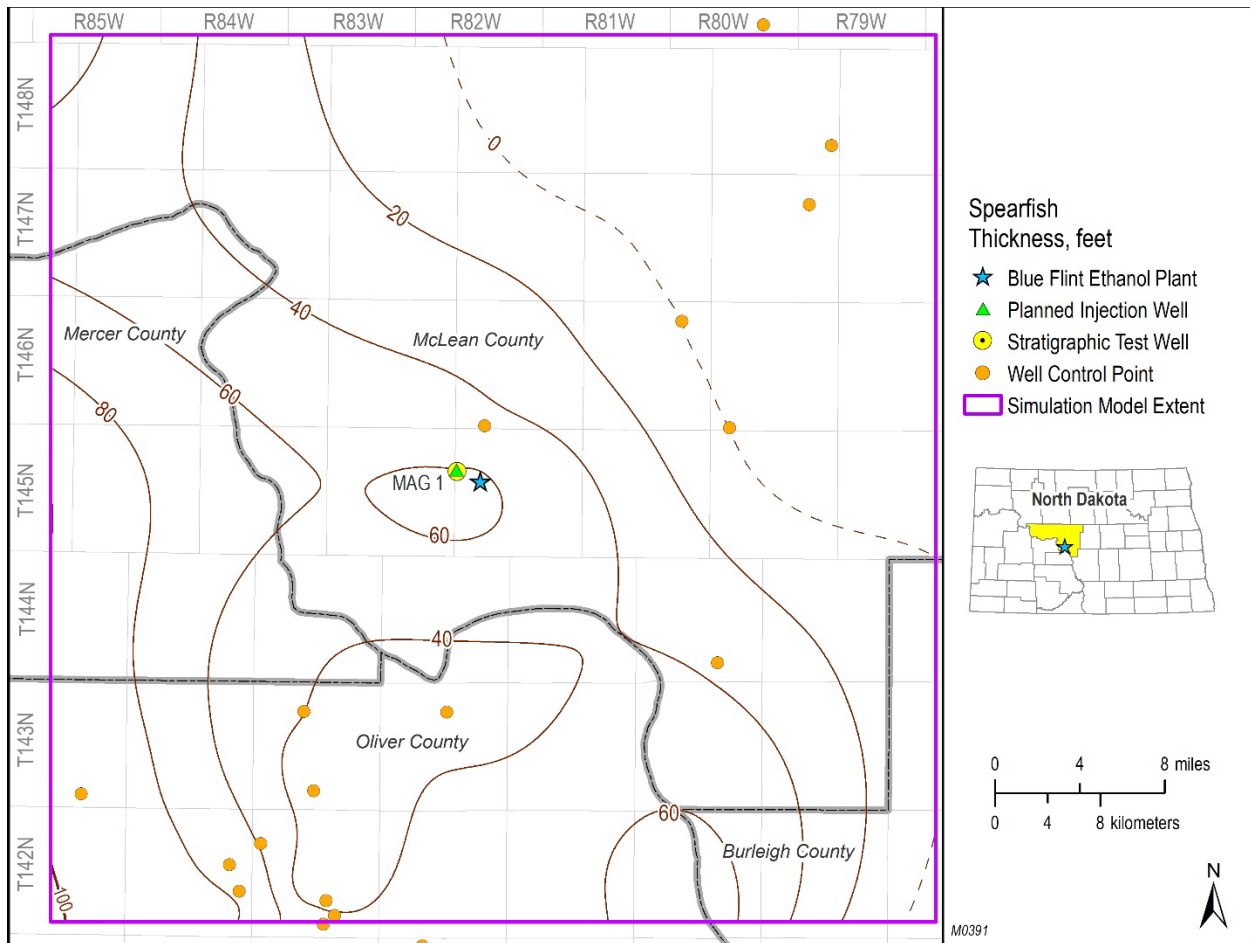 R85W R84W R83W R82W R81W R80W R79W
T148N
T147N
T146N
T145N
T144N
T143N
T142N
0
20
40
60
80
Mercer County
McLean County
MAG 1
60
40
Oliver County
60
Burleigh County
100
Spearfish
Thickness, feet
Blue Flint Ethanol Plant
Planned Injection Well
Stratigraphic Test Well
Well Control Point
Simulation Model Extent
North Dakota
0 4 8 miles
0 4 8 kilometers
N
M0391